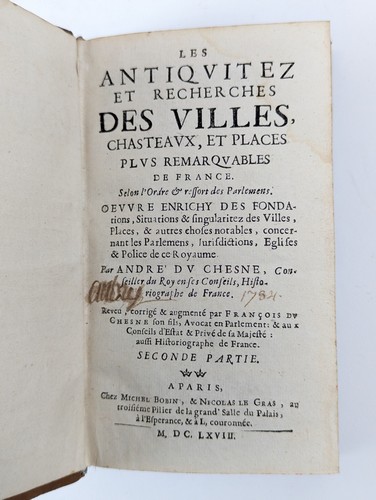 LES
ANTIQVITEZ
ET RECHERCHES
DES VILLES,
CHASTEAVX, ET PLACES
PLVS REMARQVABLES
DE FRANCE.
Selon l'Ordre & ressort des Parlemens.
OEVVRE ENRICHY DES FONDA-
tions, Situations & singularitez des Villes,
Places, & autres choses notables, concer-
nant les Parlemens, Iurisdictions, Eglises
& Police de ce Royaume.
Par ANDRE' DV CHESNE, Con-
seiller du Roy en ses Conseils, Histo-
riographe de France. 1784.
Reveu, corrigé & augmenté par FRANÇOIS DV
CHESNE son fils, Avocat en Parlement: & aux
Conseils d'Estat & Privé de sa Majesté:
aussi Historiographe de France.
SECONDE PARTIE.
A PARIS,
Chez MICHEL BOBIN, & NICOLAS LE GRAS, au
troisiéme Pilier de la grand' Salle du Palais,
à l'Esperance, & à L, couronnée.
M. DC. LXVIII.